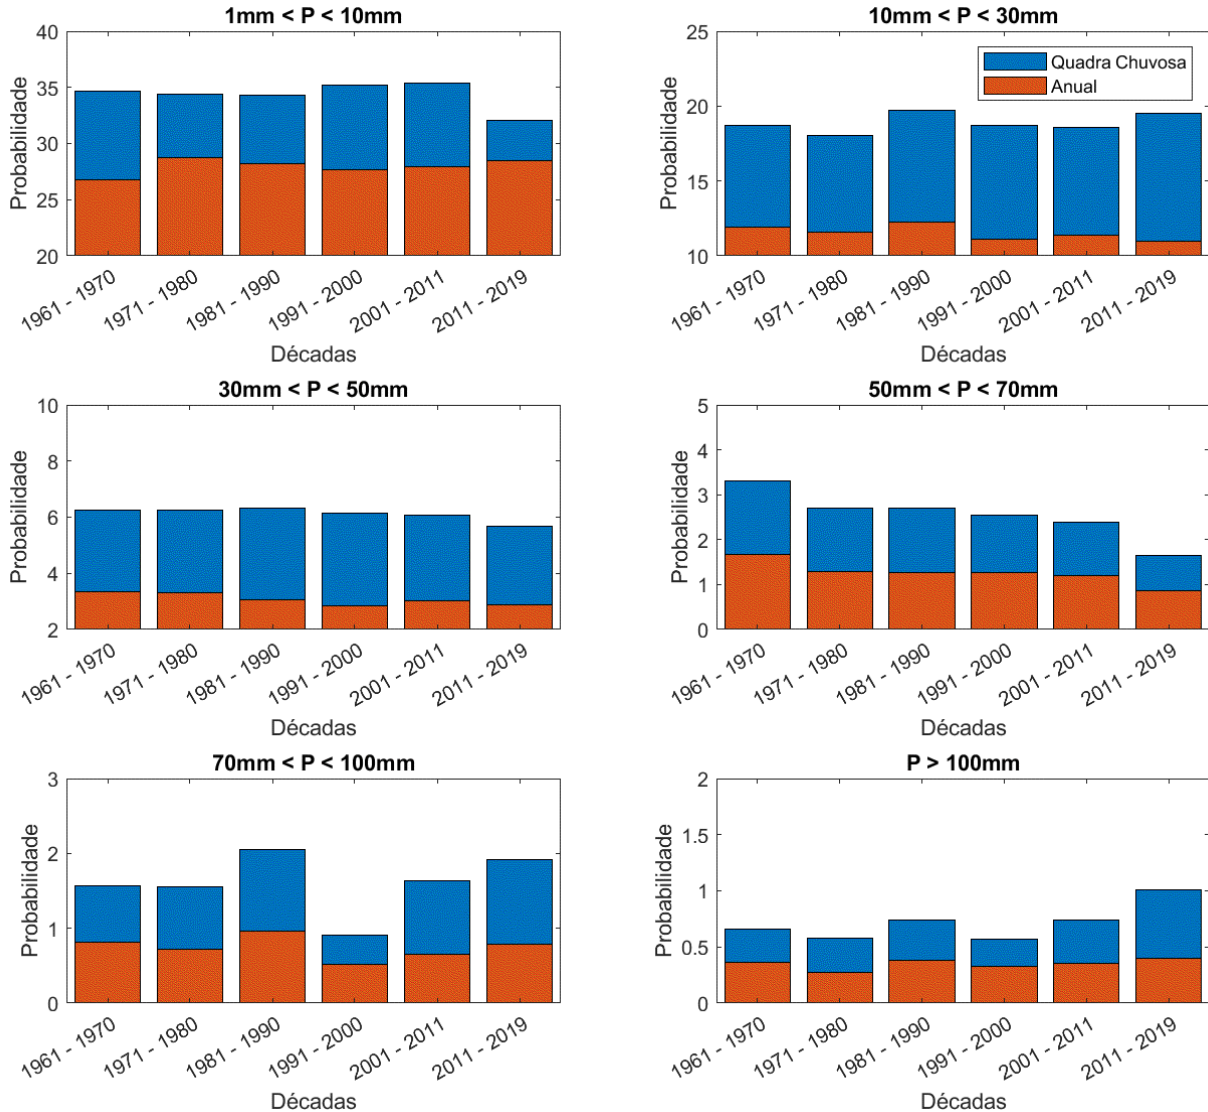 1mm < P < 10mm
40
35
30
25
20
Probabilidade
1961 - 1970
1971 - 1980
1981 - 1990
1991 - 2000
2001 - 2011
2011 - 2019
Décadas
10mm < P < 30mm
25
20
15
10
Probabilidade
Quadra Chuvosa
Anual
1961 - 1970
1971 - 1980
1981 - 1990
1991 - 2000
2001 - 2011
2011 - 2019
Décadas
30mm < P < 50mm
10
8
6
4
2
Probabilidade
1961 - 1970
1971 - 1980
1981 - 1990
1991 - 2000
2001 - 2011
2011 - 2019
Décadas
50mm < P < 70mm
5
4
3
2
1
0
Probabilidade
1961 - 1970
1971 - 1980
1981 - 1990
1991 - 2000
2001 - 2011
2011 - 2019
Décadas
70mm < P < 100mm
3
2
1
0
Probabilidade
1961 - 1970
1971 - 1980
1981 - 1990
1991 - 2000
2001 - 2011
2011 - 2019
Décadas
P > 100mm
2
1.5
1
0.5
0
Probabilidade
1961 - 1970
1971 - 1980
1981 - 1990
1991 - 2000
2001 - 2011
2011 - 2019
Décadas